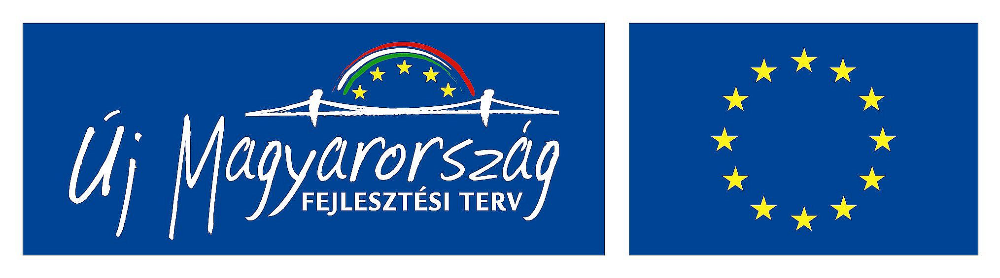 Új Magyarország
FEJLESZTÉSI TERV